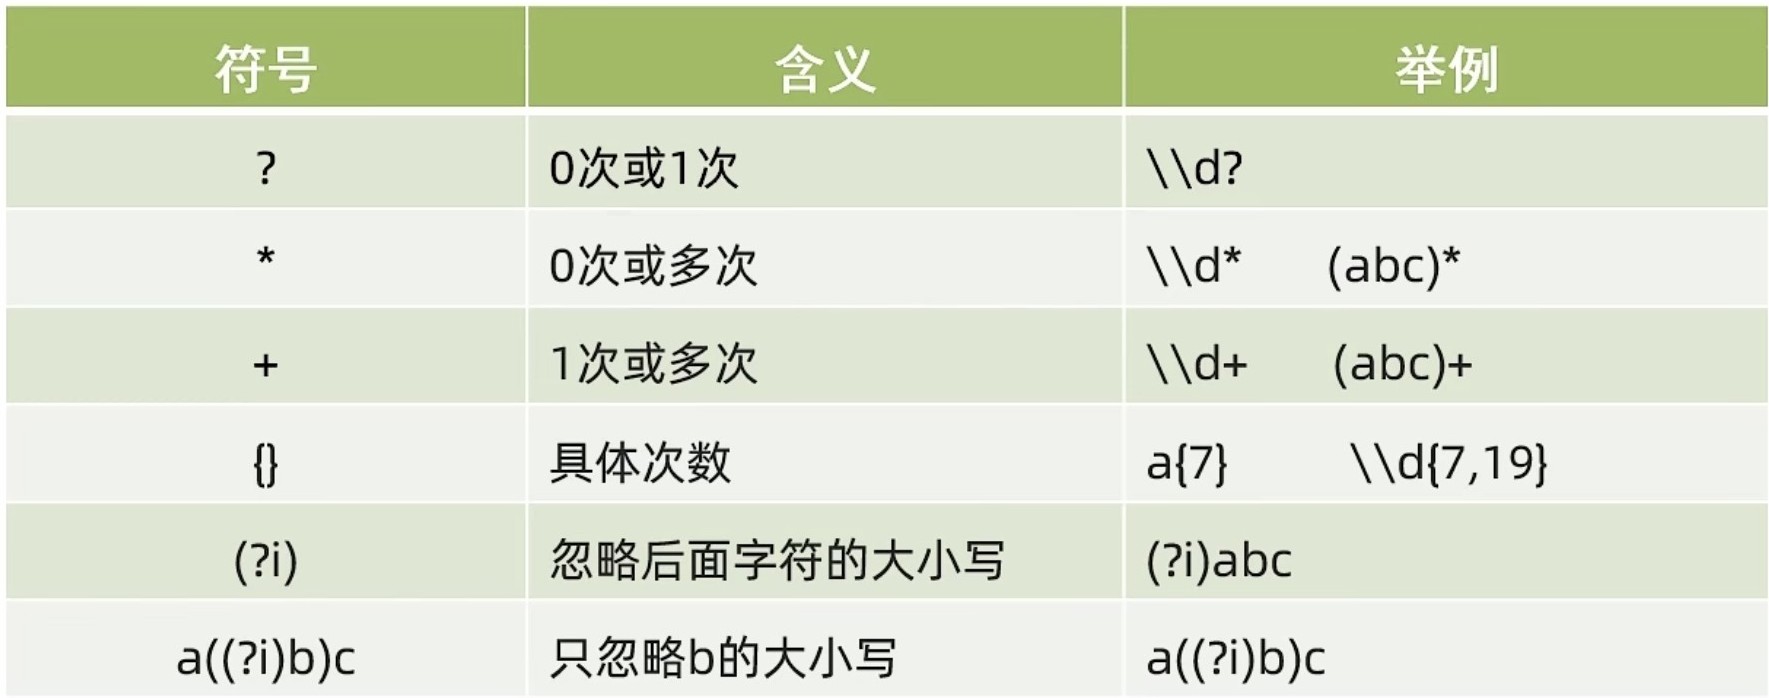 符号 含义 举例
? 0次或1次 \\d?
* 0次或多次 \\d* (abc)*
+ 1次或多次 \\d+ (abc)+
{} 具体次数 a{7} \\d{7,19}
(?i) 忽略后面字符的大小写 (?i)abc
a((?i)b)c 只忽略b的大小写 a((?i)b)c